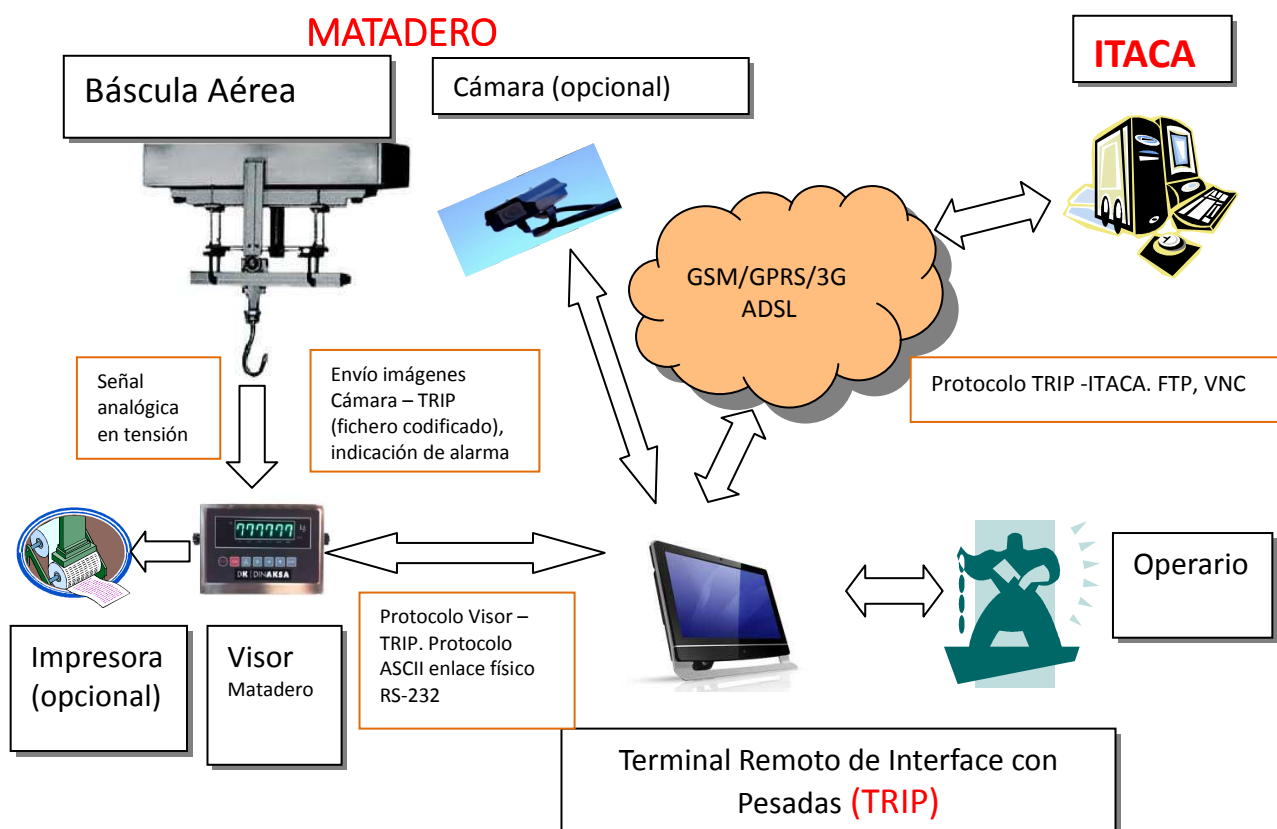 MATADERO
ITACA
Báscula Aérea
Cámara (opcional)
GSM/GPRS/3G
ADSL
Señal
analógica
en tensión
Envío imágenes
Cámara – TRIP
(fichero codificado),
indicación de alarma
Protocolo TRIP -ITACA. FTP, VNC
777777
DK DINAKSA
Operario
Impresora
(opcional)
Visor
Matadero
Protocolo Visor –
TRIP. Protocolo
ASCII enlace físico
RS-232
Terminal Remoto de Interface con
Pesadas (TRIP)